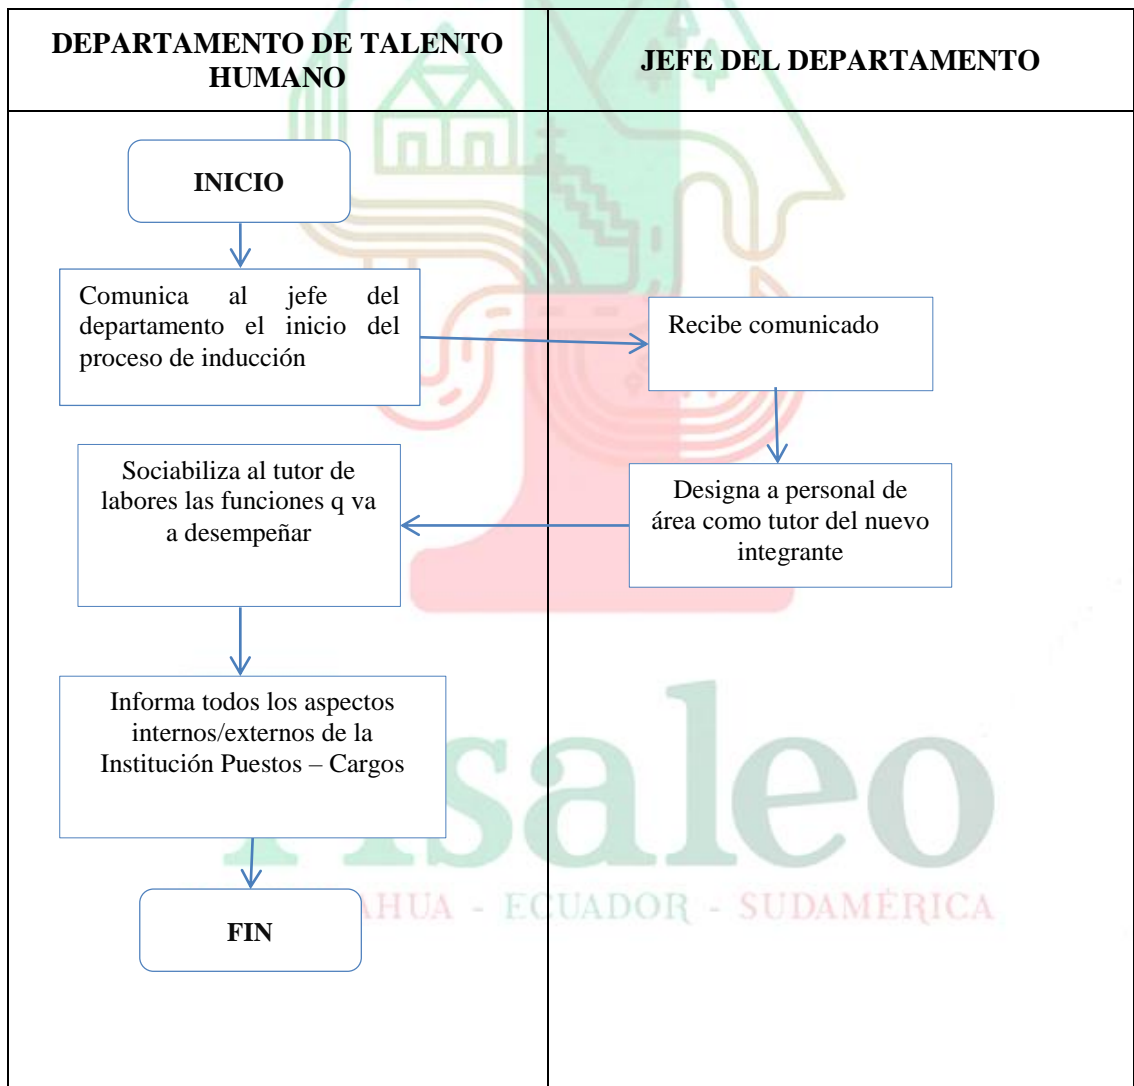 DEPARTAMENTO DE TALENTO
HUMANO
JEFE DEL DEPARTAMENTO
INICIO
Comunica al jefe del
departamento el inicio del
proceso de inducción
Recibe comunicado
Designa a personal de
área como tutor del nuevo
integrante
Sociabiliza al tutor de
labores las funciones q va
a desempeñar
Informa todos los aspectos
internos/externos de la
Institución Puestos – Cargos
FIN
saleo
AHUA - ECUADOR - SUDAMÉRICA